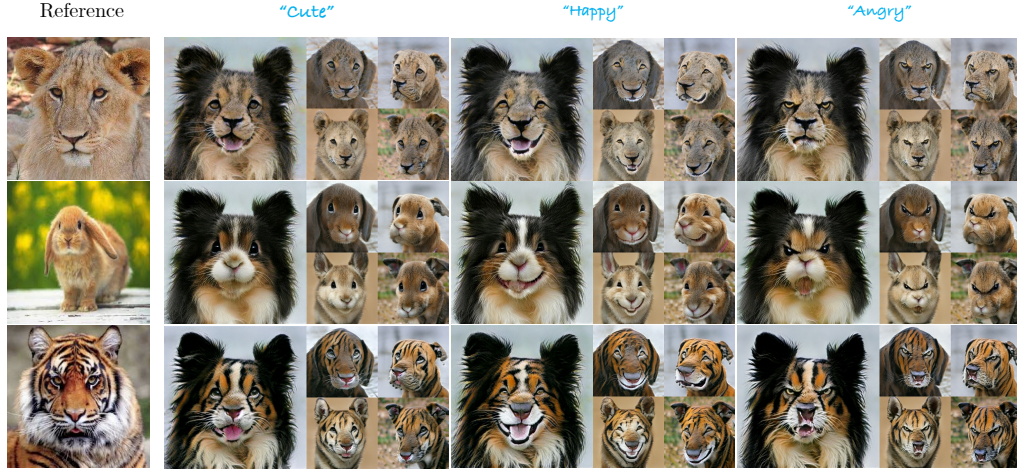 Reference
“Cute”
“Happy”
“Angry”